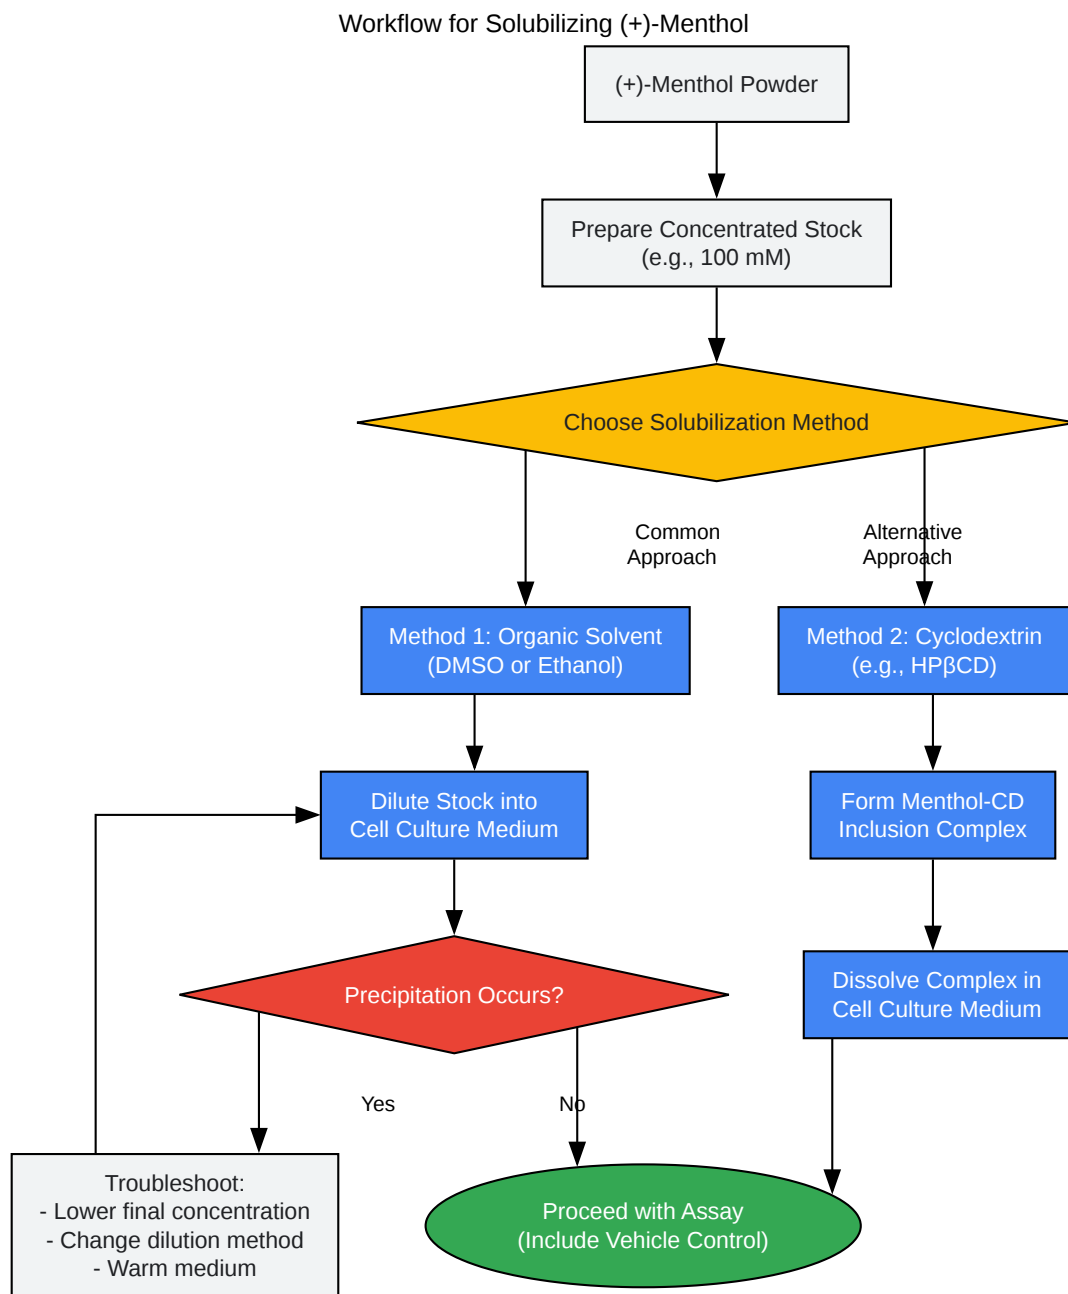 Workflow for Solubilizing (+)-Menthol
(+)-Menthol Powder
Prepare Concentrated Stock
(e.g., 100 mM)
Choose Solubilization Method
Common
Approach
Alternative
Approach
Method 1: Organic Solvent
(DMSO or Ethanol)
Method 2: Cyclodextrin
(e.g., HPβCD)
Dilute Stock into
Cell Culture Medium
Form Menthol-CD
Inclusion Complex
Precipitation Occurs?
Dissolve Complex in
Cell Culture Medium
Yes
No
Troubleshoot:
- Lower final concentration
- Change dilution method
- Warm medium
Proceed with Assay
(Include Vehicle Control)